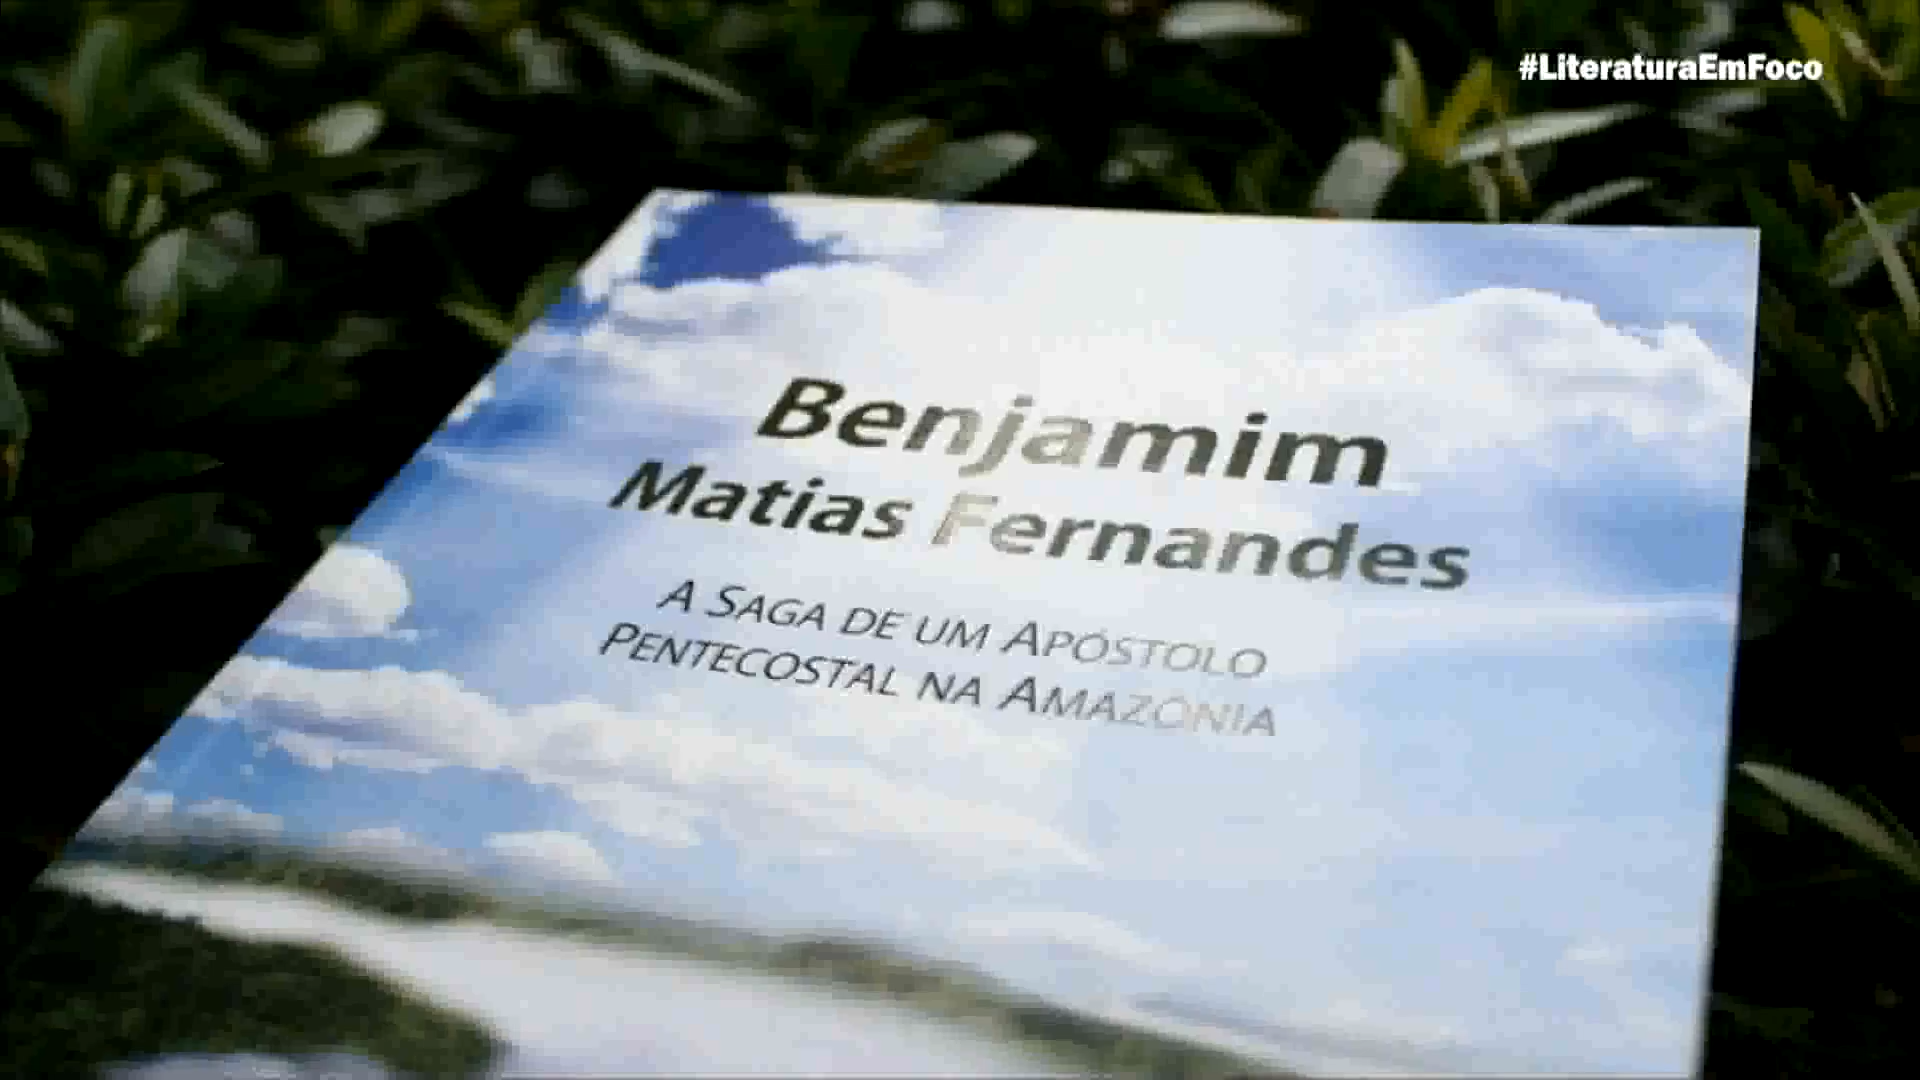 #LiteraturaEmFoco
Benjamim
Matias Fernandes
A SAGA DE UM APÓSTOLO
PENTECOSTAL NA AMAZÔNIA